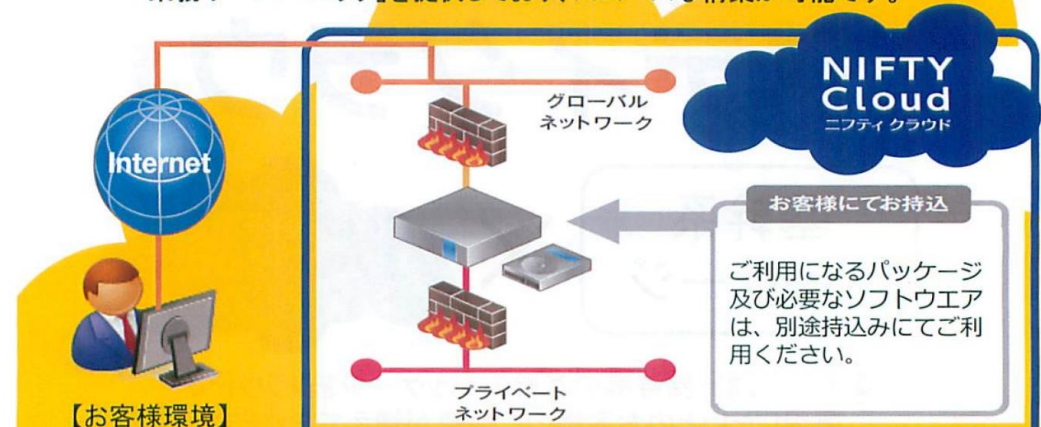 NIFTY
Cloud
ニフティクラウド
グローバル
ネットワーク
Internet
お客様にてお持込
ご利用になるパッケージ
及び必要なソフトウエア
は、別途持込みにてご利
用ください。
プライベート
ネットワーク
【お客様環境】